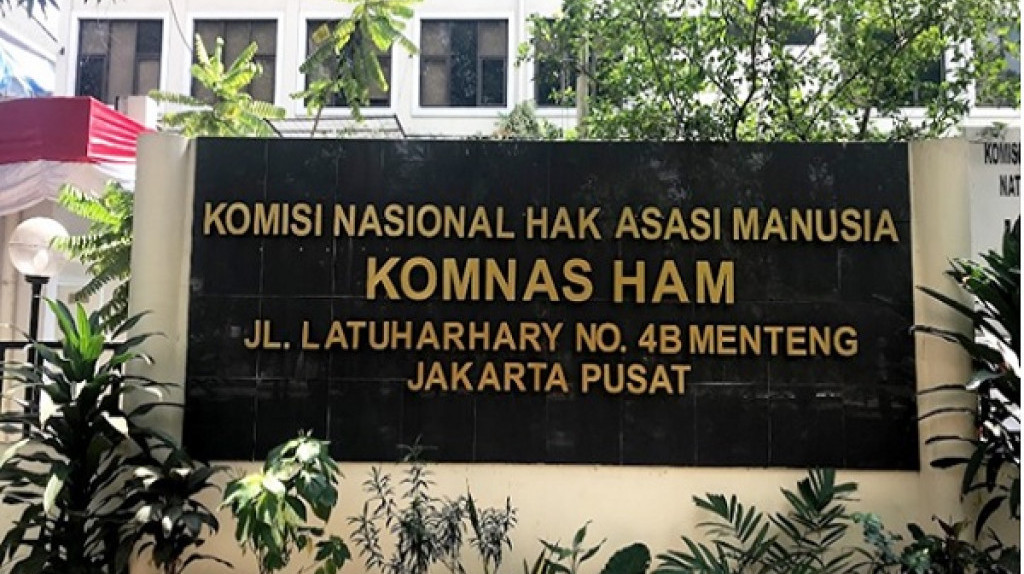 KOMISI NASIONAL HAK ASASI MANUSIA
KOMNAS HAM
JL. LATUHARHARY NO. 4B MENTENG
JAKARTA PUSAT